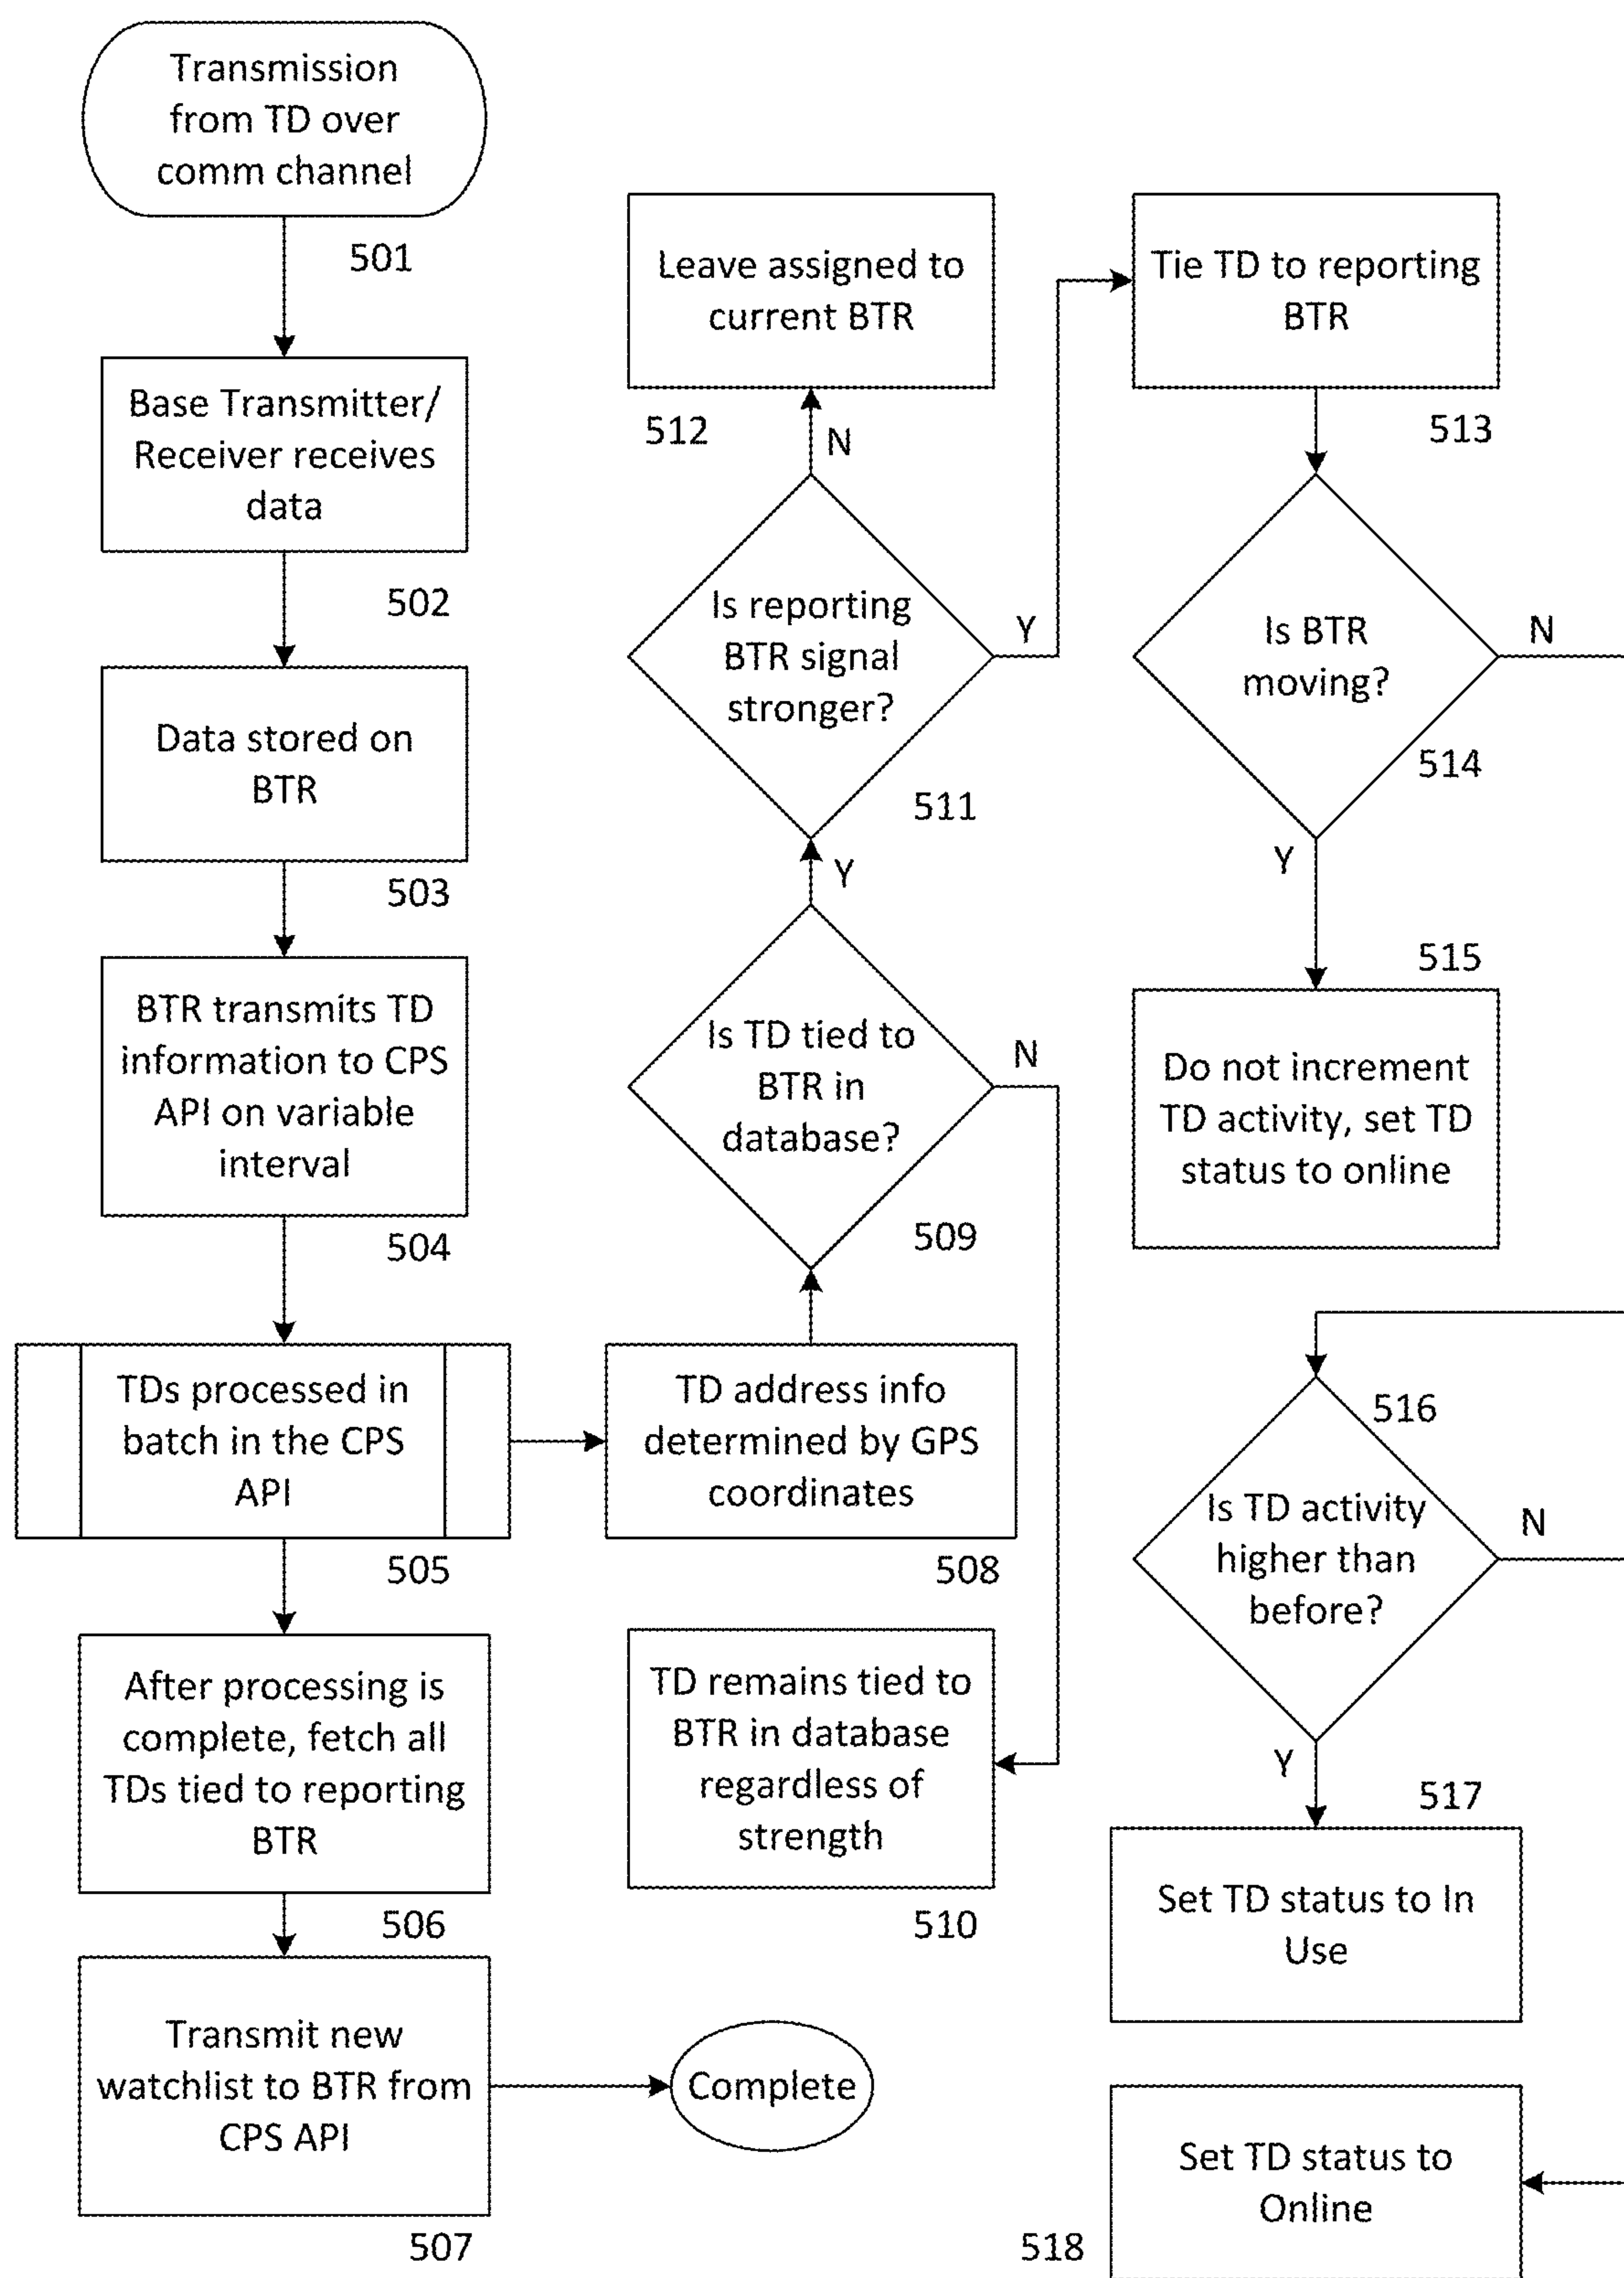 Transmission
from TD over
comm channel
501
Base Transmitter/
Receiver receives
data
502
Data stored on
BTR
503
BTR transmits TD
information to CPS
API on variable
interval
504
TDs processed in
batch in the CPS
API
505
After processing is
complete, fetch all
TDs tied to reporting
BTR
506
Transmit new
watchlist to BTR from
CPS API
507
Complete
TD address info
determined by GPS
coordinates
508
Is TD tied to
BTR in
database?
509
N
Y
TD remains tied to
BTR in database
regardless of
strength
510
Is reporting
BTR signal
stronger?
511
N
Y
Leave assigned to
current BTR
512
Tie TD to reporting
BTR
513
Is BTR
moving?
514
N
Y
515
Do not increment
TD activity, set TD
status to online
516
Is TD activity
higher than
before?
N
Y
517
Set TD status to In
Use
Set TD status to
Online
518